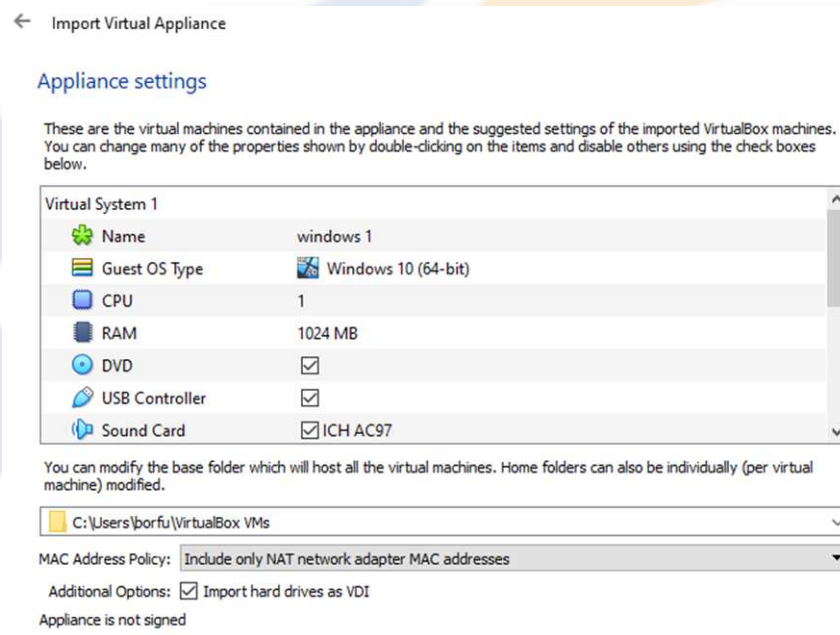 Import Virtual Appliance
Appliance settings
These are the virtual machines contained in the appliance and the suggested settings of the imported VirtualBox machines.
You can change many of the properties shown by double-clicking on the items and disable others using the check boxes
below.
Virtual System 1
Name windows 1
Guest OS Type Windows 10 (64-bit)
CPU 1
RAM 1024 MB
DVD
USB Controller
Sound Card ICH AC97
You can modify the base folder which will host all the virtual machines. Home folders can also be individually (per virtual
machine) modified.
C:\Users\borfu\VirtualBox VMs
MAC Address Policy: Include only NAT network adapter MAC addresses
Additional Options: Import hard drives as VDI
Appliance is not signed